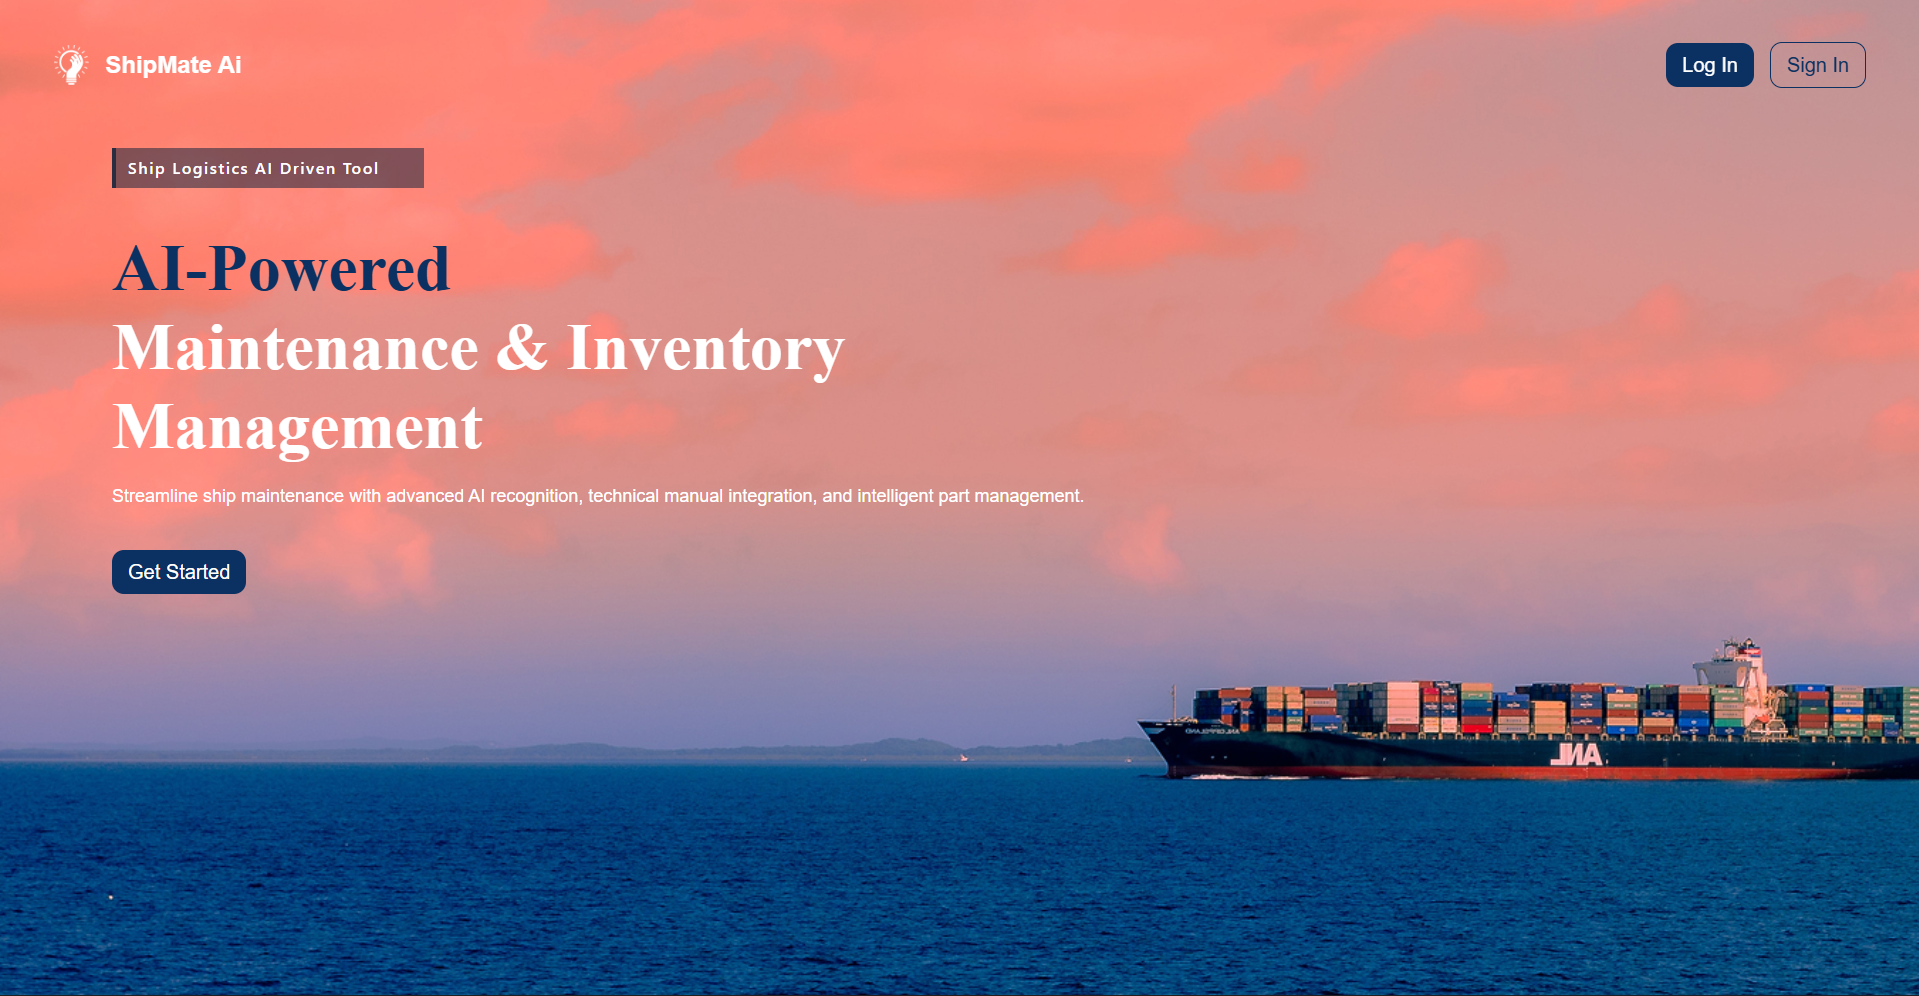 ShipMate Ai
Log In
Sign In
Ship Logistics AI Driven Tool
AI-Powered
Maintenance & Inventory
Management
Streamline ship maintenance with advanced AI recognition, technical manual integration, and intelligent part management.
Get Started
ANL